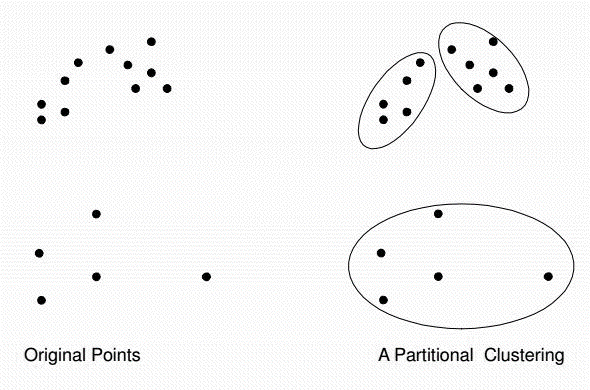 Original Points
A Partitional Clustering